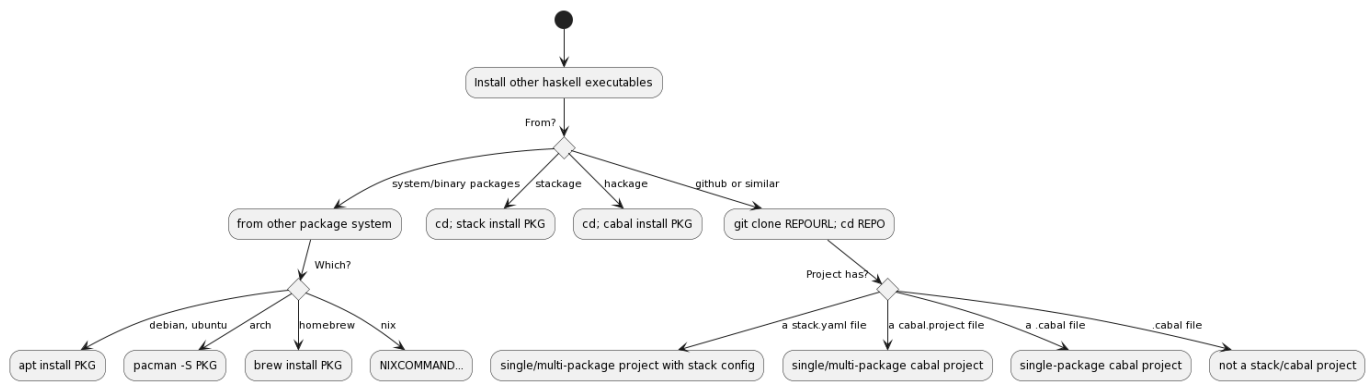 Install other haskell executables
From?
system/binary packages
stackage
hackage
github or similar
from other package system
cd; stack install PKG
cd; cabal install PKG
git clone REPOURL; cd REPO
Which?
Project has?
debian, ubuntu
arch
homebrew
nix
a stack.yaml file
a cabal.project file
a .cabal file
.cabal file
apt install PKG
pacman -S PKG
brew install PKG
NIXCOMMAND...
single/multi-package project with stack config
single/multi-package cabal project
single-package cabal project
not a stack/cabal project